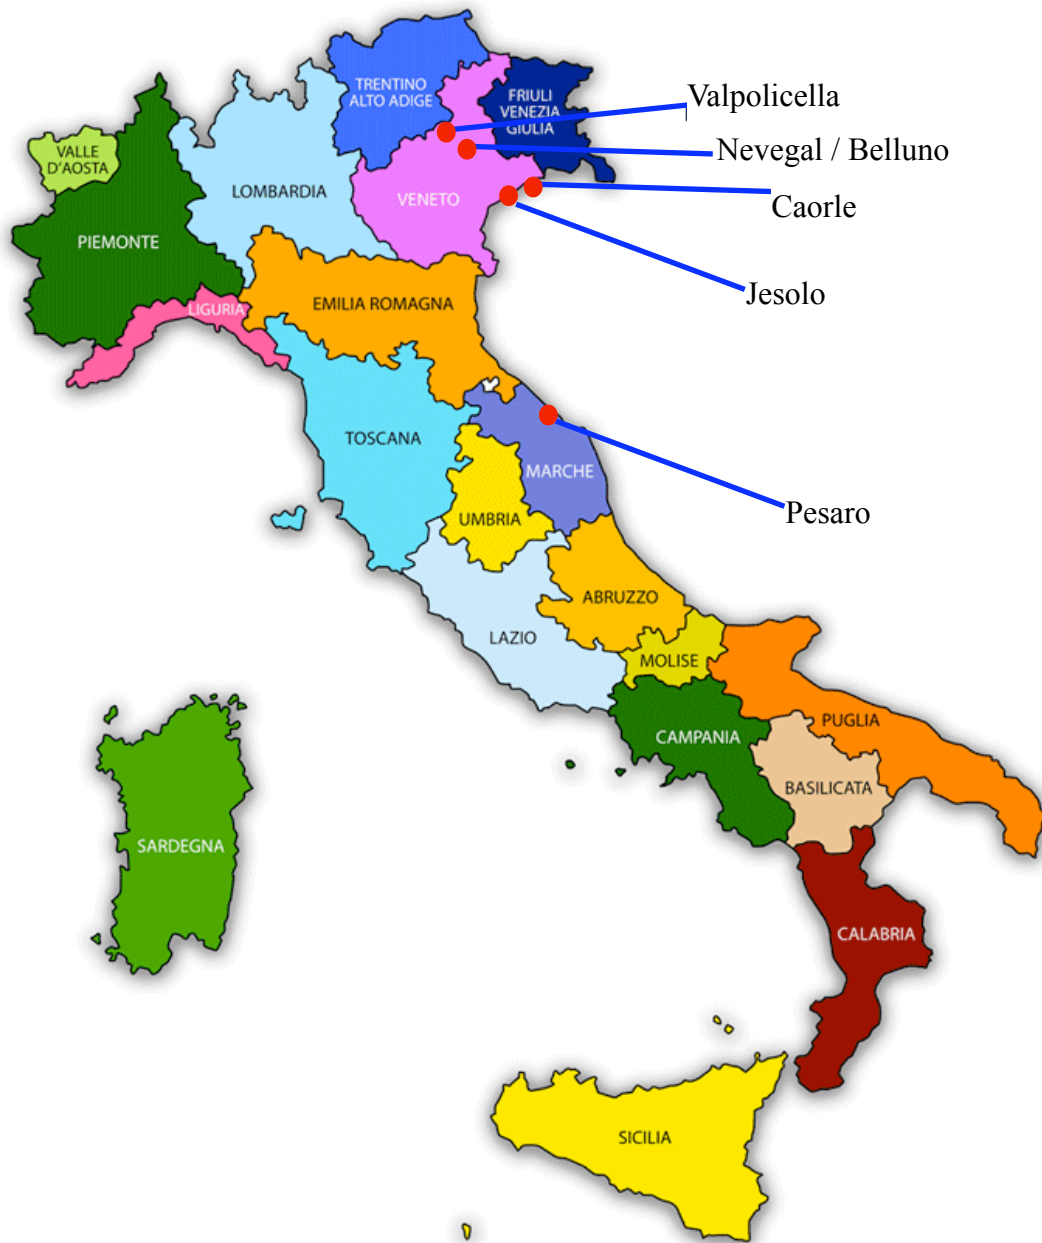 TRENTINO
ALTO ADIGE
FRIULI
VENEZIA
GIULIA
Valpolicella
Nevegal / Belluno
VALLE
D'AOSTA
LOMBARDIA
VENETO
Caorle
PIEMONTE
Jesolo
LIGURIA
EMILIA ROMAGNA
TOSCANA
MARCHE
UMBRIA
Pesaro
ABRUZZO
LAZIO
MOLISE
PUGLIA
CAMPANIA
BASILICATA
SARDEGNA
CALABRIA
SICILIA